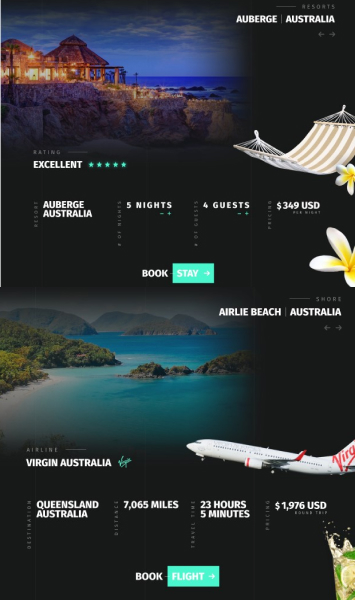 RESORTS
AUBERGE | AUSTRALIA
← →
RATING
EXCELLENT ★★★★★
RESORT
AUBERGE
AUSTRALIA
# OF NIGHTS
5 NIGHTS
− +
# OF GUESTS
4 GUESTS
− +
PRICING
$349 USD
PER NIGHT
BOOK STAY →
SHORE
AIRLIE BEACH | AUSTRALIA
← →
AIRLINE
VIRGIN AUSTRALIA
Virgin
DESTINATION
QUEENSLAND
AUSTRALIA
DISTANCE
7,065 MILES
TRAVEL TIME
23 HOURS
5 MINUTES
PRICING
$1,976 USD
ROUND TRIP
BOOK FLIGHT →